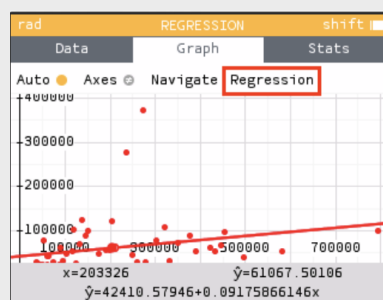 rad REGRESSION shift
Data Graph Stats
Auto Axes Navigate Regression
400000
300000
200000
100000
100000 300000 500000 700000
x=203326 ŷ=61067.50106
ŷ=42410.57946+0.09175866146x